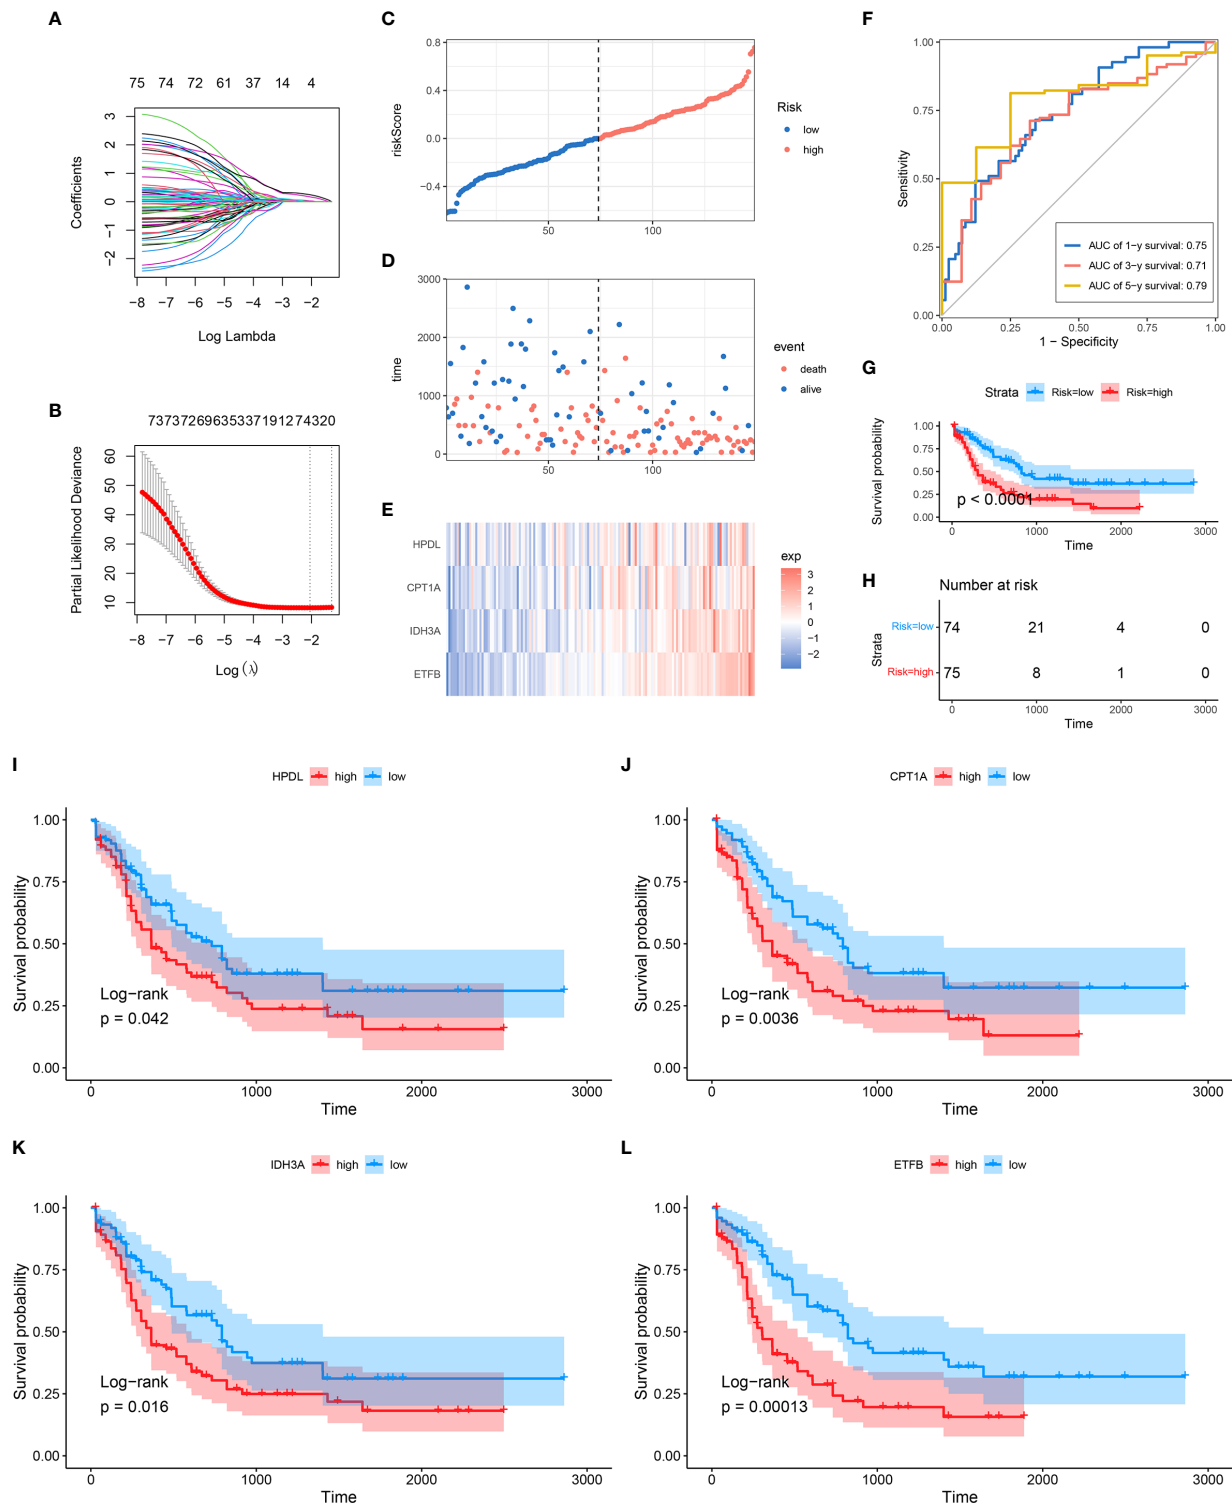 A
75 74 72 61 37 14 4
3
2
1
0
−1
−2
Coefficients
−8 −7 −6 −5 −4 −3 −2
Log Lambda
B
73737269635337191274320
60
50
40
30
20
10
Partial Likelihood Deviance
−8 −7 −6 −5 −4 −3 −2
Log (λ)
C
0.8
0.4
0.0
−0.4
riskScore
50 100
Risk
low
high
D
3000
2000
1000
0
time
50 100
event
death
alive
E
HPDL
CPT1A
IDH3A
ETFB
exp
3
2
1
0
−1
−2
F
1.00
0.75
0.50
0.25
0.00
Sensitivity
AUC of 1−y survival: 0.75
AUC of 3−y survival: 0.71
AUC of 5−y survival: 0.79
0.00 0.25 0.50 0.75 1.00
1 − Specificity
G
Strata Risk=low Risk=high
1.00
0.75
0.50
0.25
0.00
Survival probability
p < 0.0001
0 1000 2000 3000
Time
H
Number at risk
Strata
Risk=low 74 21 4 0
Risk=high 75 8 1 0
0 1000 2000 3000
Time
I
HPDL high low
1.00
0.75
0.50
0.25
0.00
Survival probability
Log−rank
p = 0.042
0 1000 2000 3000
Time
J
CPT1A high low
1.00
0.75
0.50
0.25
0.00
Survival probability
Log−rank
p = 0.0036
0 1000 2000 3000
Time
K
IDH3A high low
1.00
0.75
0.50
0.25
0.00
Survival probability
Log−rank
p = 0.016
0 1000 2000 3000
Time
L
ETFB high low
1.00
0.75
0.50
0.25
0.00
Survival probability
Log−rank
p = 0.00013
0 1000 2000 3000
Time